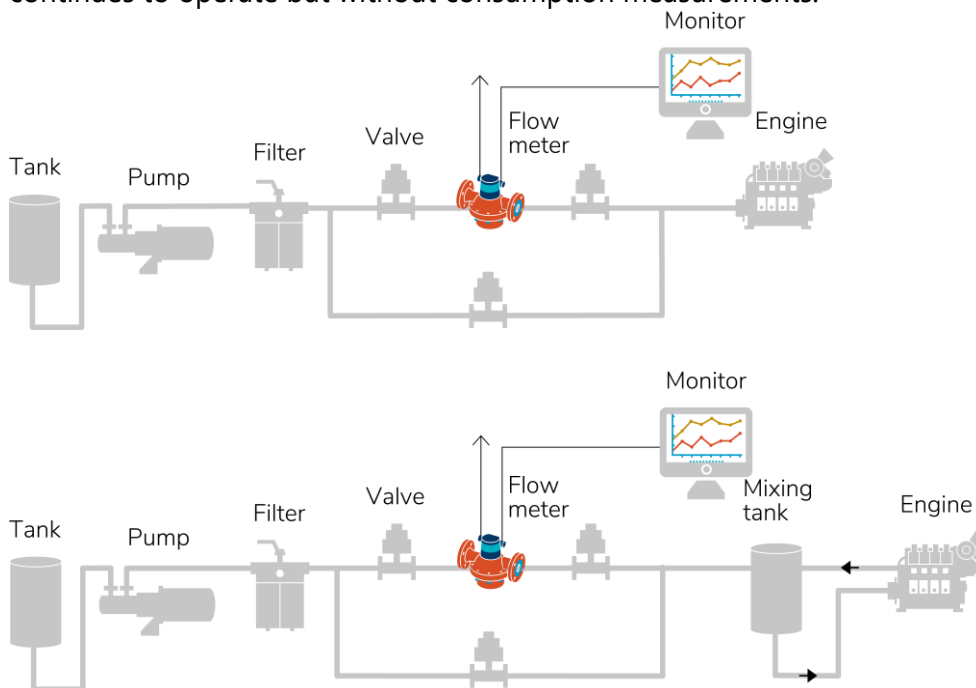 continues to operate but without consumption measurements.
Monitor
Flow
meter
Engine
Valve
Filter
Tank
Pump
Monitor
Flow
meter
Mixing
tank
Engine
Valve
Filter
Tank
Pump